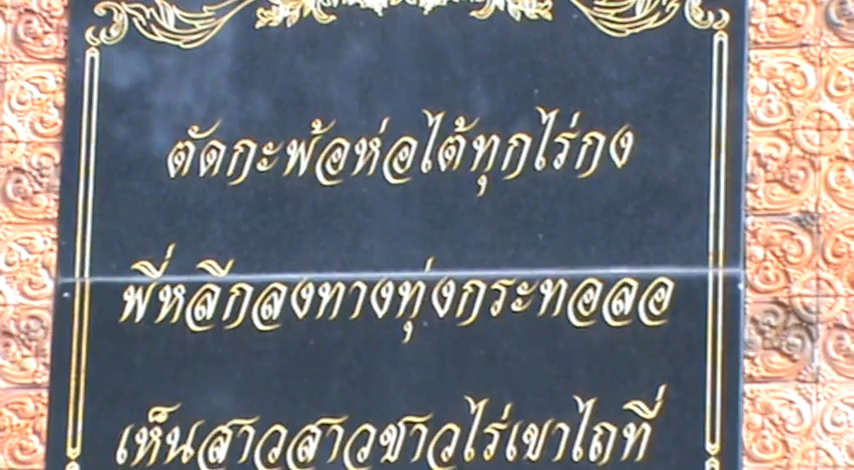 ตัดกะพ้อห่อได้ทุกไร่กง
พี่หลีกลงทางทุ่งกระทอลอ
เห็นสาวสาวชาวไร่เขาไถที่